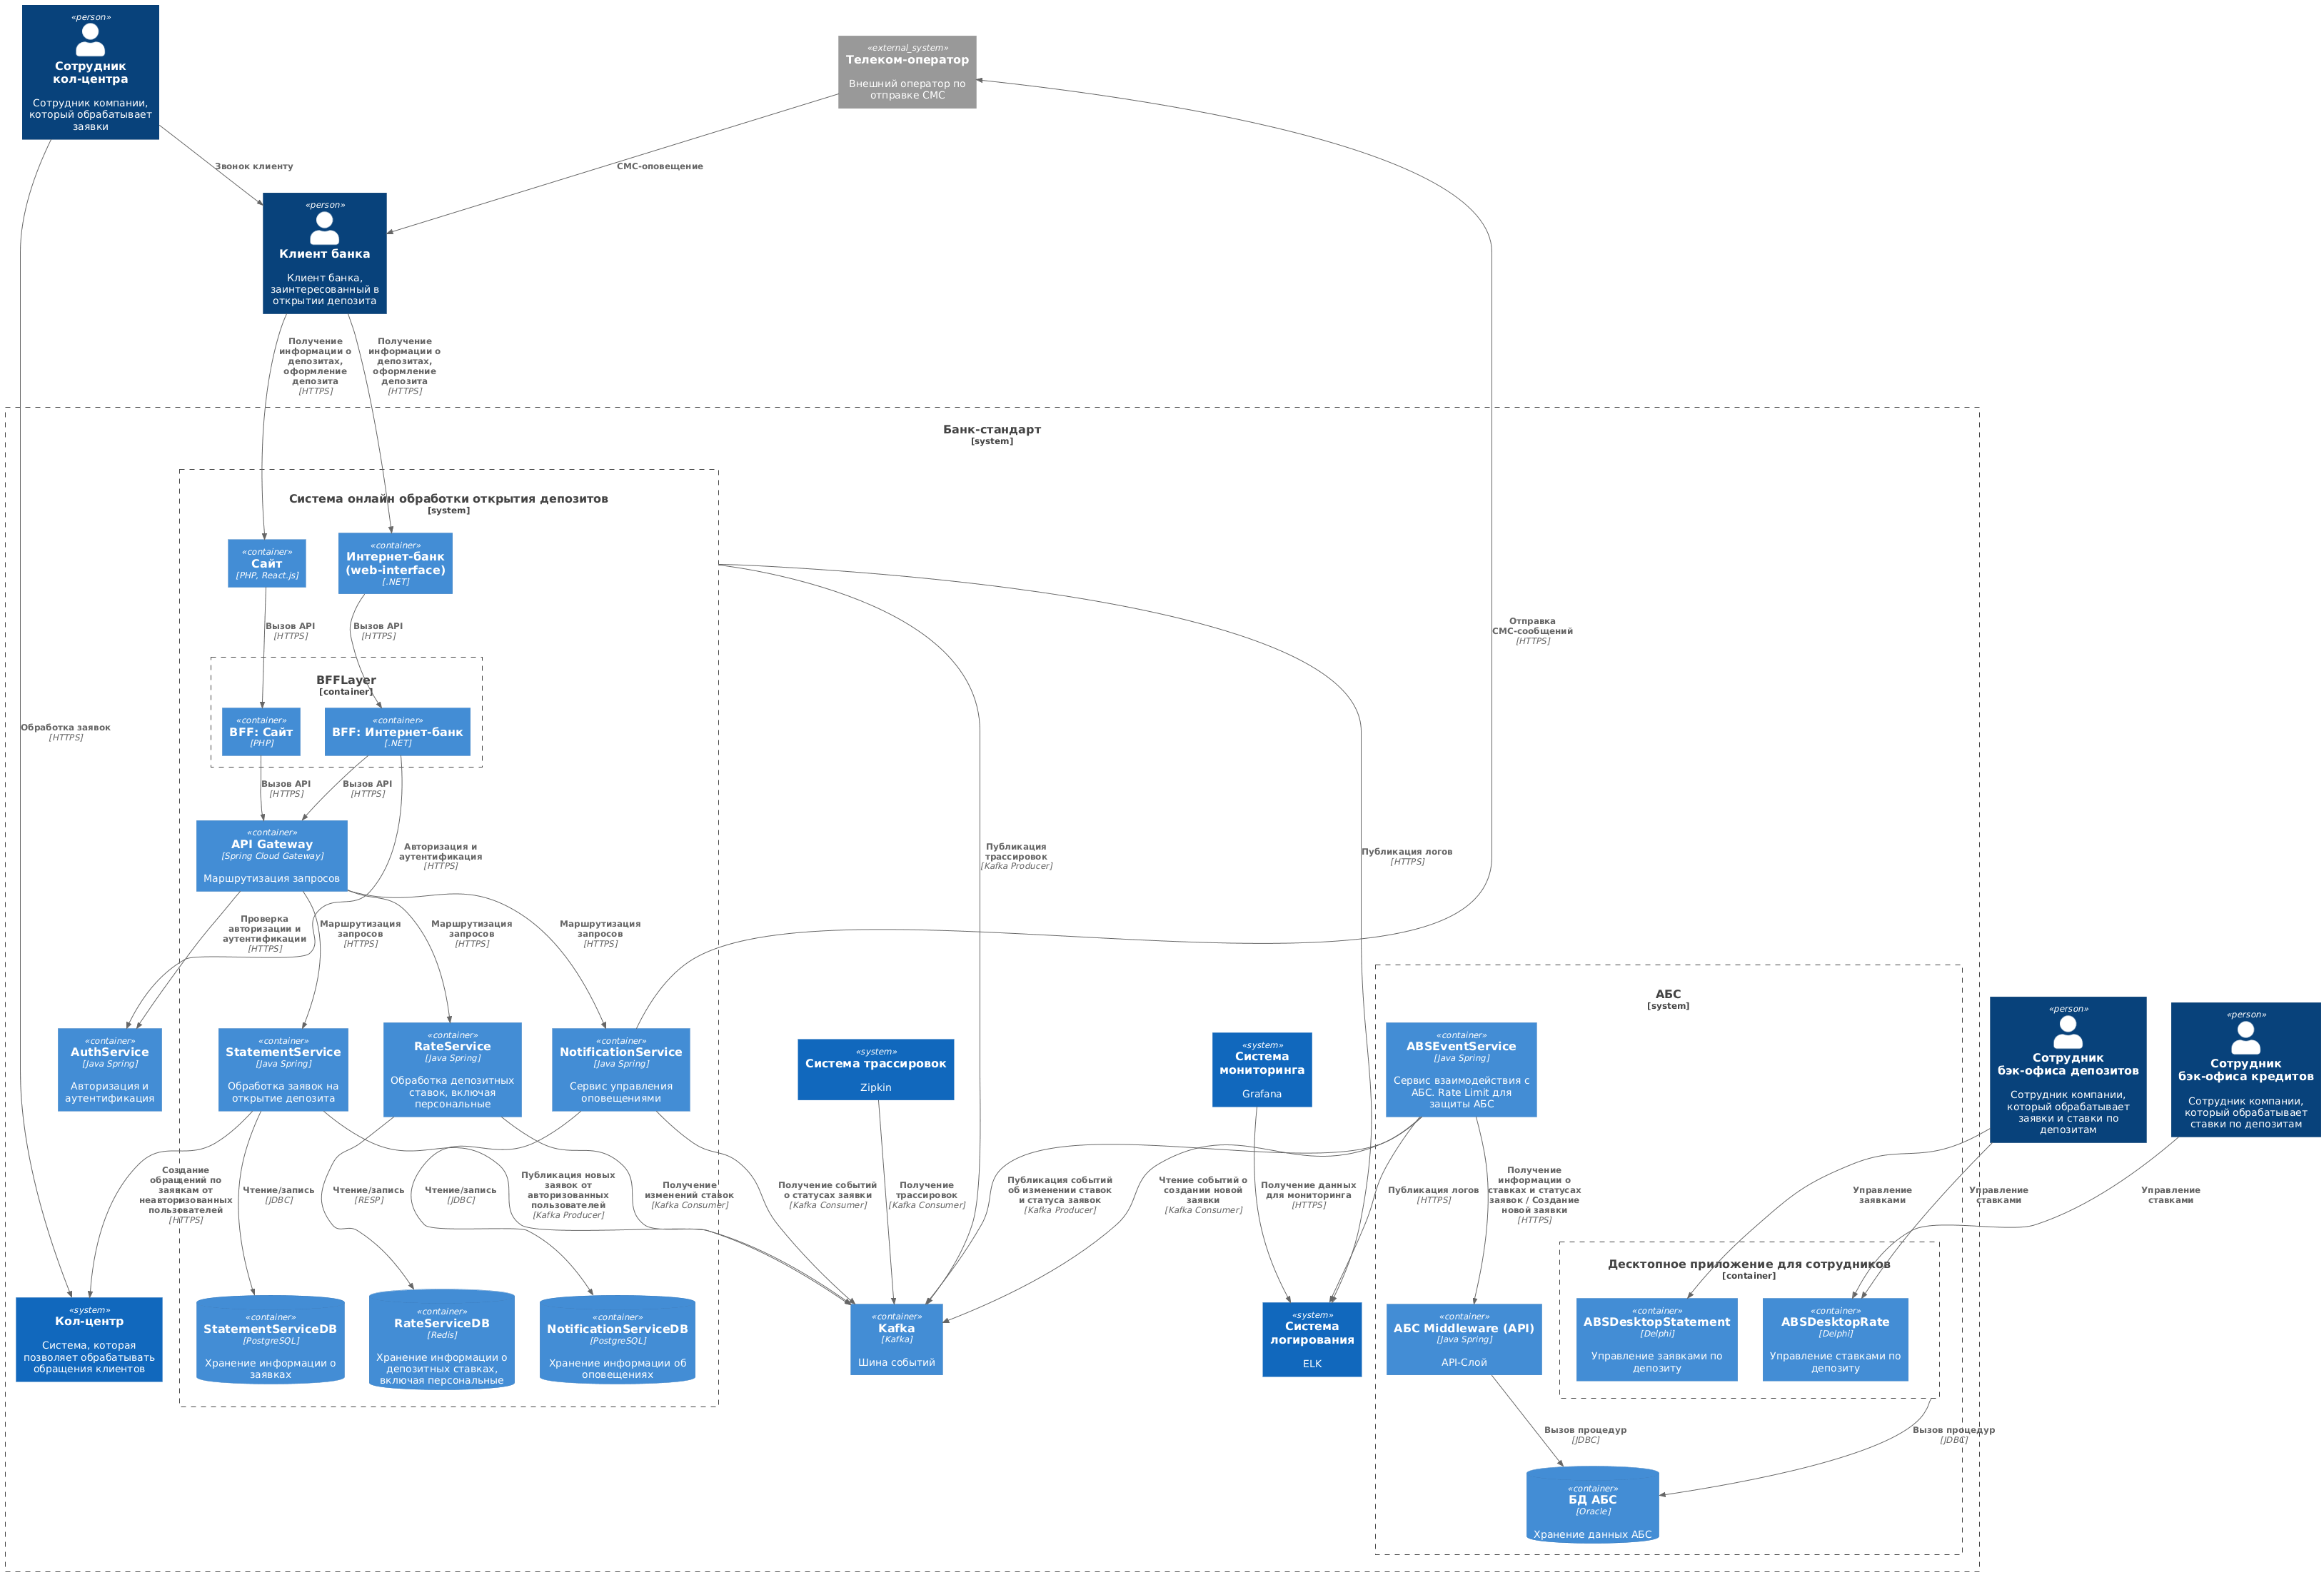 «person»
Сотрудник
кол-центра
Сотрудник компании,
который обрабатывает
заявки
«external_system»
Телеком-оператор
Внешний оператор по
отправке СМС
Звонок клиенту
СМС-оповещение
«person»
Клиент банка
Клиент банка,
заинтересованный в
открытии депозита
Получение
информации о
депозитах,
оформление
депозита
[HTTPS]
Получение
информации о
депозитах,
оформление
депозита
[HTTPS]
Банк-стандарт
[system]
Система онлайн обработки открытия депозитов
[system]
«container»
Сайт
[PHP, React.js]
«container»
Интернет-банк
(web-interface)
[.NET]
Вызов API
[HTTPS]
Вызов API
[HTTPS]
Отправка
СМС-сообщений
[HTTPS]
BFFLayer
[container]
«container»
BFF: Сайт
[PHP]
«container»
BFF: Интернет-банк
[.NET]
Обработка заявок
[HTTPS]
Вызов API
[HTTPS]
Вызов API
[HTTPS]
«container»
API Gateway
[Spring Cloud Gateway]
Маршрутизация запросов
Авторизация и
аутентификация
[HTTPS]
Публикация
трассировок
[Kafka Producer]
Публикация логов
[HTTPS]
Проверка
авторизации и
аутентификации
[HTTPS]
Маршрутизация
запросов
[HTTPS]
Маршрутизация
запросов
[HTTPS]
Маршрутизация
запросов
[HTTPS]
АБС
[system]
«container»
AuthService
[Java Spring]
Авторизация и
аутентификация
«container»
StatementService
[Java Spring]
Обработка заявок на
открытие депозита
«container»
RateService
[Java Spring]
Обработка депозитных
ставок, включая
персональные
«container»
NotificationService
[Java Spring]
Сервис управления
оповещениями
«system»
Система трассировок
Zipkin
«system»
Система
мониторинга
Grafana
«container»
ABSEventService
[Java Spring]
Сервис взаимодействия с
АБС. Rate Limit для
защиты АБС
«person»
Сотрудник
бэк-офиса депозитов
Сотрудник компании,
который обрабатывает
заявки и ставки по
депозитам
«person»
Сотрудник
бэк-офиса кредитов
Сотрудник компании,
который обрабатывает
ставки по депозитам
Создание
обращений по
заявкам от
неавторизованных
пользователей
[HTTPS]
Чтение/запись
[JDBC]
Чтение/запись
[RESP]
Чтение/запись
[JDBC]
Публикация новых
заявок от
авторизованных
пользователей
[Kafka Producer]
Получение
изменений ставок
[Kafka Consumer]
Получение событий
о статусах заявки
[Kafka Consumer]
Получение
трассировок
[Kafka Consumer]
Публикация событий
об изменении ставок
и статуса заявок
[Kafka Producer]
Чтение событий о
создании новой
заявки
[Kafka Consumer]
Получение данных
для мониторинга
[HTTPS]
Публикация логов
[HTTPS]
Получение
информации о
ставках и статусах
заявок / Создание
новой заявки
[HTTPS]
Управление
заявками
Управление
ставками
Управление
ставками
Десктопное приложение для сотрудников
[container]
«system»
Кол-центр
Система, которая
позволяет обрабатывать
обращения клиентов
«container»
StatementServiceDB
[PostgreSQL]
Хранение информации о
заявках
«container»
RateServiceDB
[Redis]
Хранение информации о
депозитных ставках,
включая персональные
«container»
NotificationServiceDB
[PostgreSQL]
Хранение информации об
оповещениях
«container»
Kafka
[Kafka]
Шина событий
«system»
Система
логирования
ELK
«container»
АБС Middleware (API)
[Java Spring]
API-Слой
«container»
ABSDesktopStatement
[Delphi]
Управление заявками по
депозиту
«container»
ABSDesktopRate
[Delphi]
Управление ставками по
депозиту
Вызов процедур
[JDBC]
Вызов процедур
[JDBC]
«container»
БД АБС
[Oracle]
Хранение данных АБС